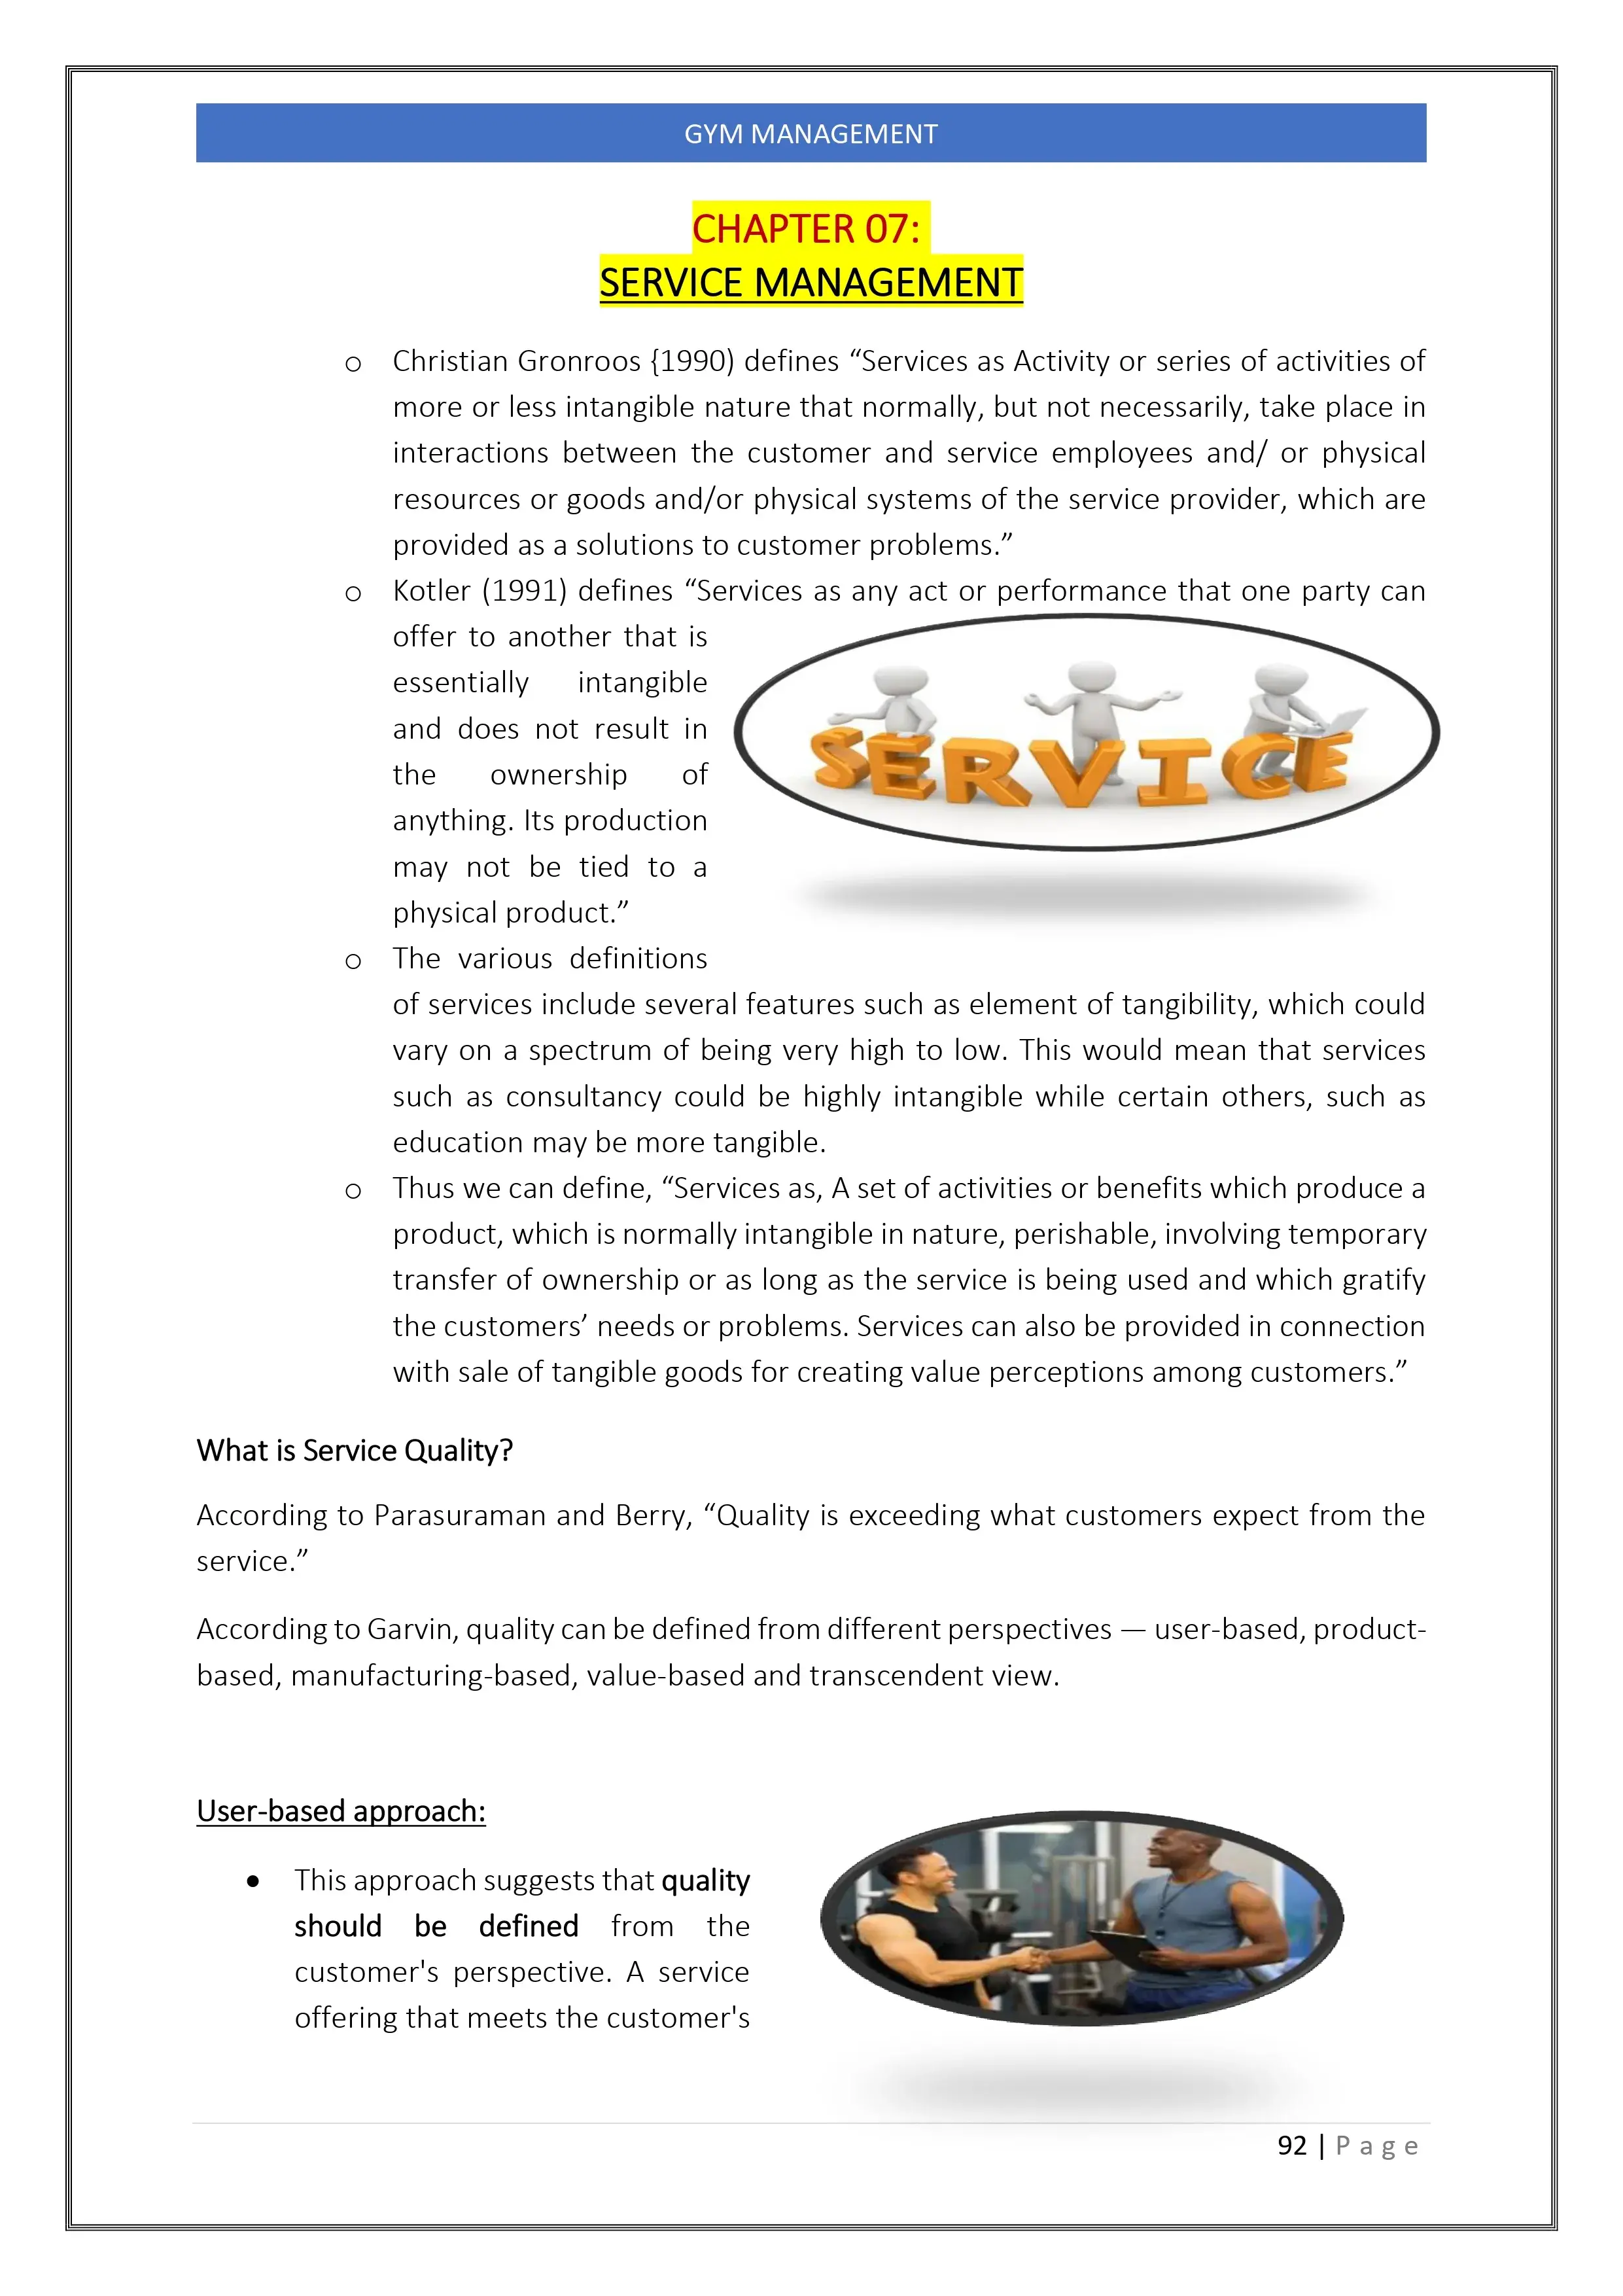 GYM MANAGEMENT
CHAPTER 07:
SERVICE MANAGEMENT
o Christian Gronroos {1990) defines “Services as Activity or series of activities of
more or less intangible nature that normally, but not necessarily, take place in
interactions between the customer and service employees and/ or physical
resources or goods and/or physical systems of the service provider, which are
provided as a solutions to customer problems.”
o Kotler (1991) defines “Services as any act or performance that one party can
offer to another that is
essentially intangible
and does not result in
the ownership of
anything. Its production
may not be tied to a
physical product.”
SERVICE
o The various definitions
of services include several features such as element of tangibility, which could
vary on a spectrum of being very high to low. This would mean that services
such as consultancy could be highly intangible while certain others, such as
education may be more tangible.
o Thus we can define, “Services as, A set of activities or benefits which produce a
product, which is normally intangible in nature, perishable, involving temporary
transfer of ownership or as long as the service is being used and which gratify
the customers’ needs or problems. Services can also be provided in connection
with sale of tangible goods for creating value perceptions among customers.”
What is Service Quality?
According to Parasuraman and Berry, “Quality is exceeding what customers expect from the
service.”
According to Garvin, quality can be defined from different perspectives — user-based, product-
based, manufacturing-based, value-based and transcendent view.
User-based approach:
• This approach suggests that quality
should be defined from the
customer's perspective. A service
offering that meets the customer's
92 | Page